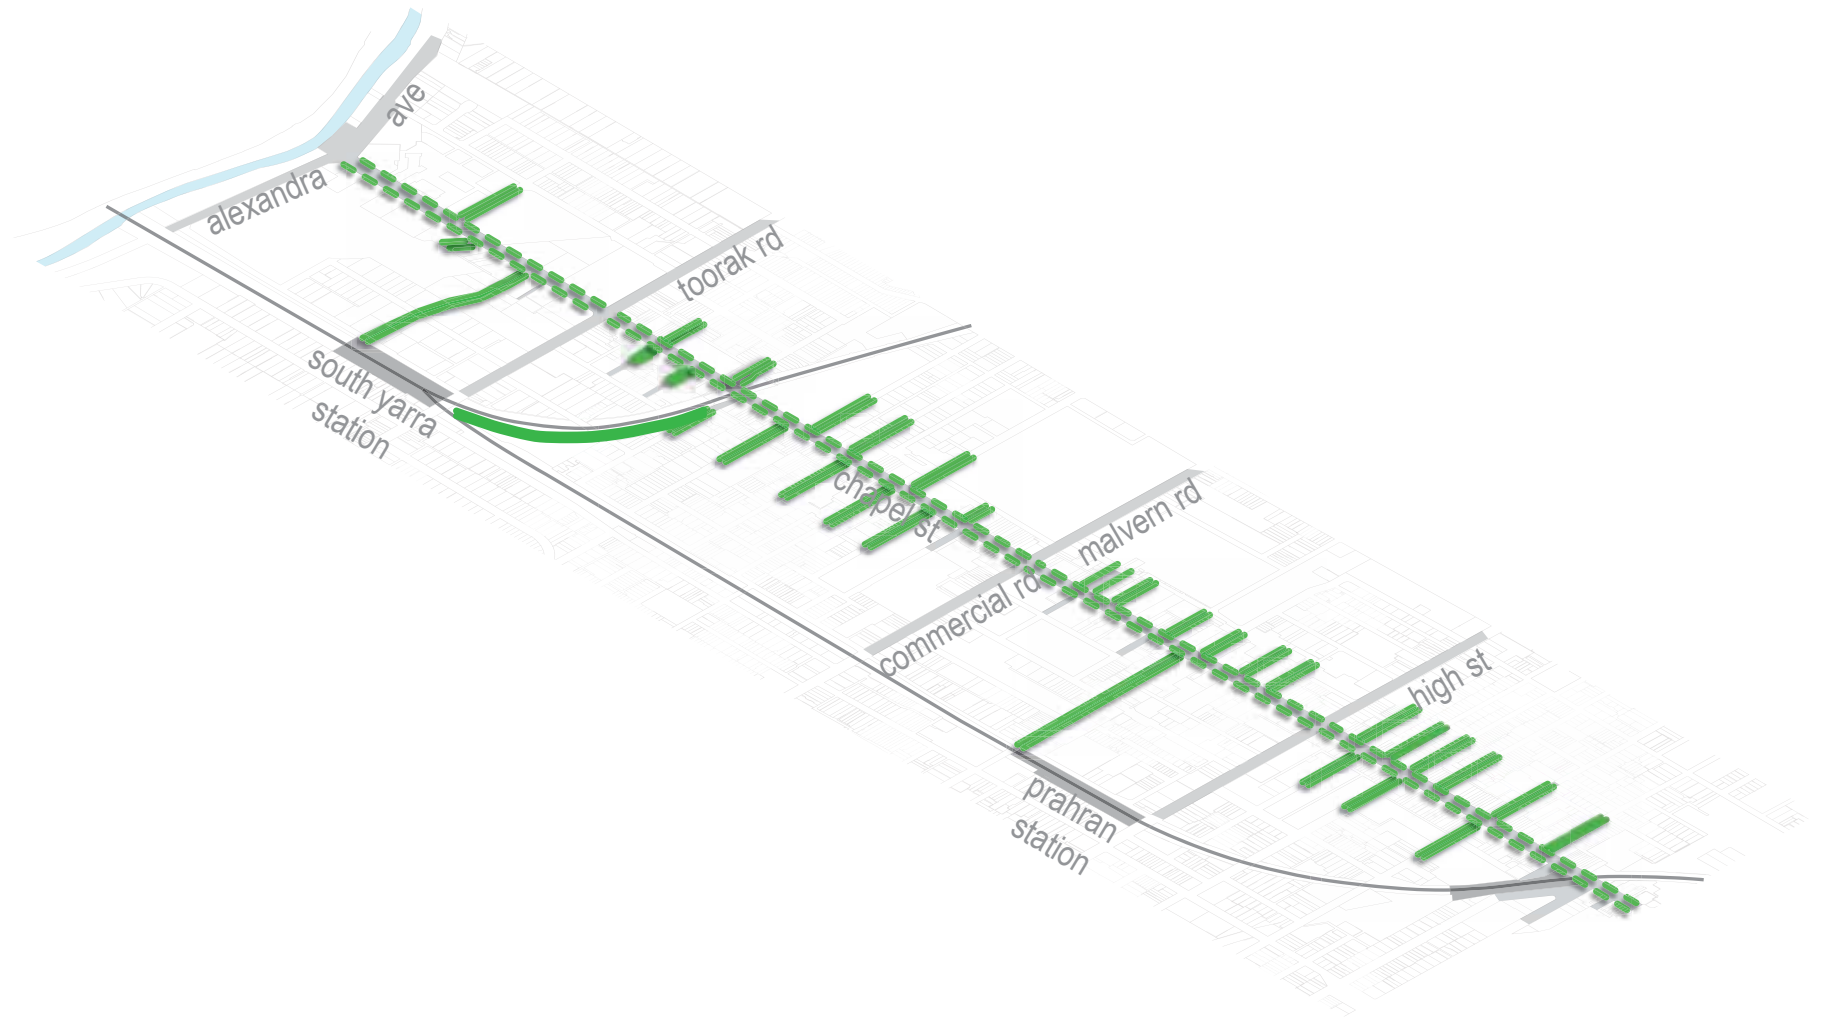 ave
alexandra
toorak rd
south yarra
station
chapel st
malvern rd
commercial rd
high st
prahran
station